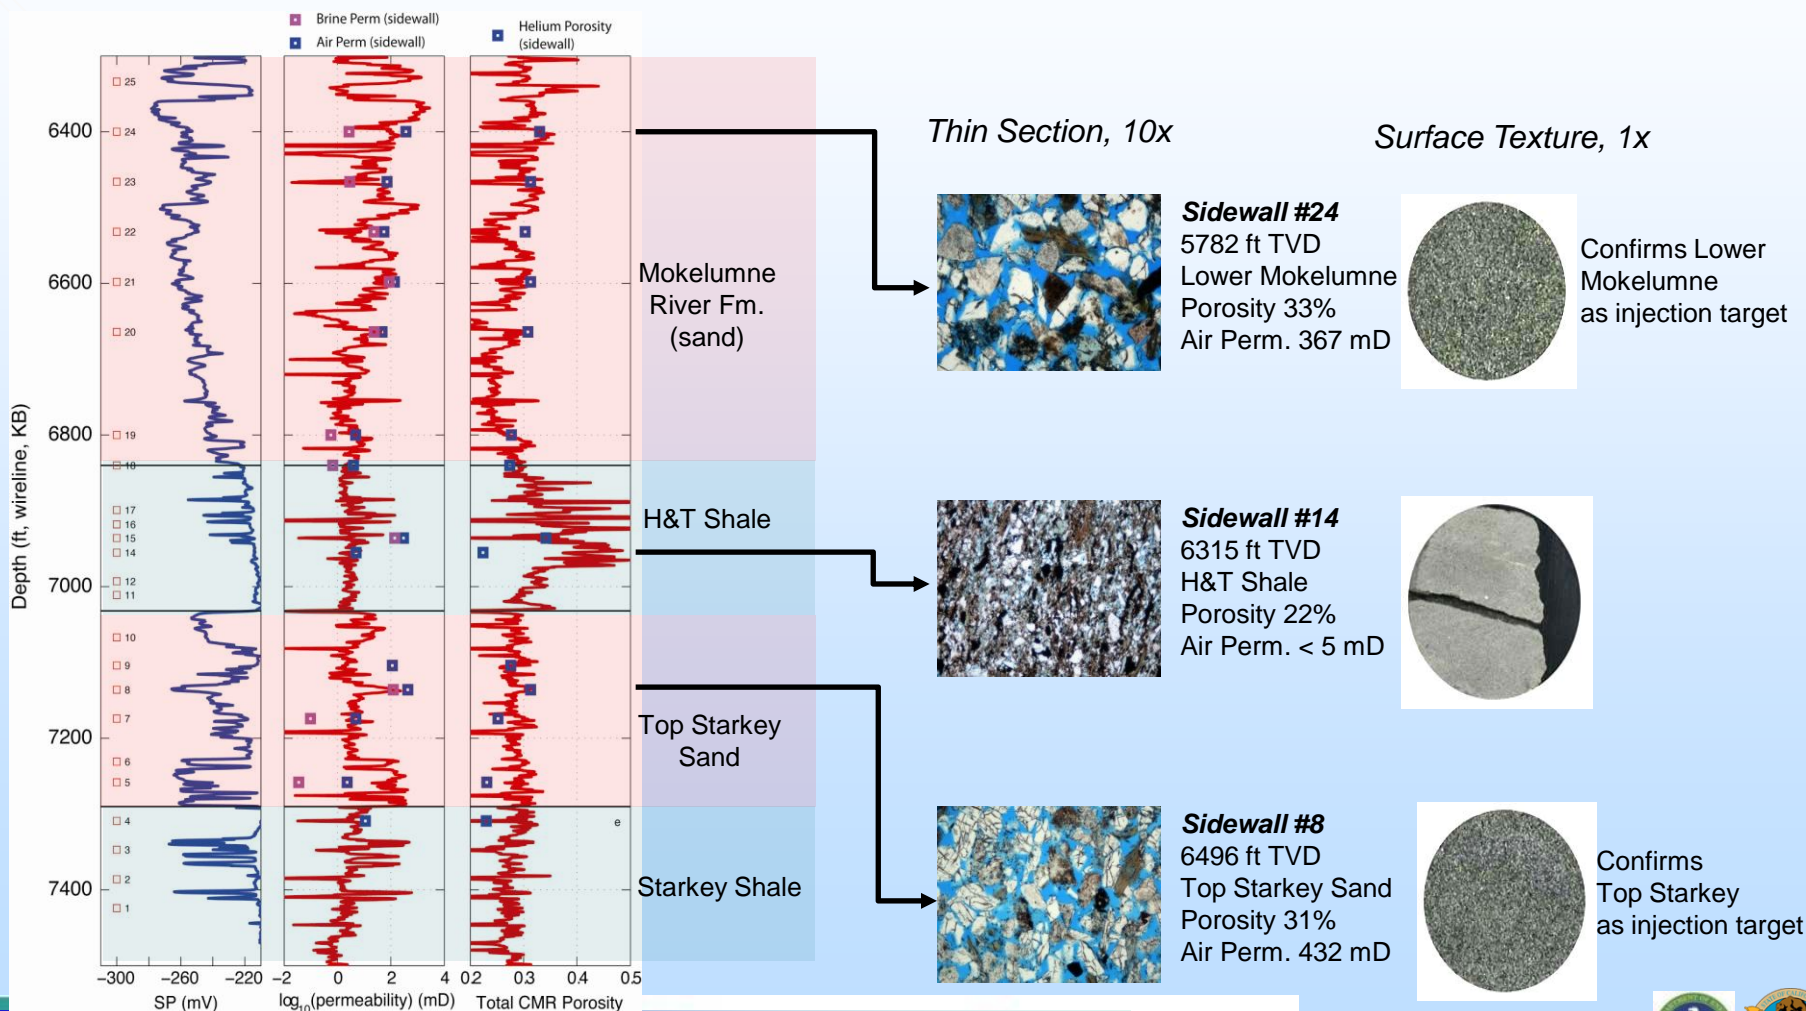 Brine Perm (sidewall)
Air Perm (sidewall)
Helium Porosity
(sidewall)
Depth (ft, wireline, KB)
6400
6600
6800
7000
7200
7400
25
24
23
22
21
20
19
18
17
16
15
14
12
11
10
9
8
7
6
5
4
3
2
1
e
−300 −260 −220
SP (mV)
−2 0 2 4
log10(permeability) (mD)
0.2 0.3 0.4 0.5
Total CMR Porosity
Mokelumne
River Fm.
(sand)
H&T Shale
Top Starkey
Sand
Starkey Shale
Thin Section, 10x
Surface Texture, 1x
Sidewall #24
5782 ft TVD
Lower Mokelumne
Porosity 33%
Air Perm. 367 mD
Confirms Lower
Mokelumne
as injection target
Sidewall #14
6315 ft TVD
H&T Shale
Porosity 22%
Air Perm. < 5 mD
Sidewall #8
6496 ft TVD
Top Starkey Sand
Porosity 31%
Air Perm. 432 mD
Confirms
Top Starkey
as injection target